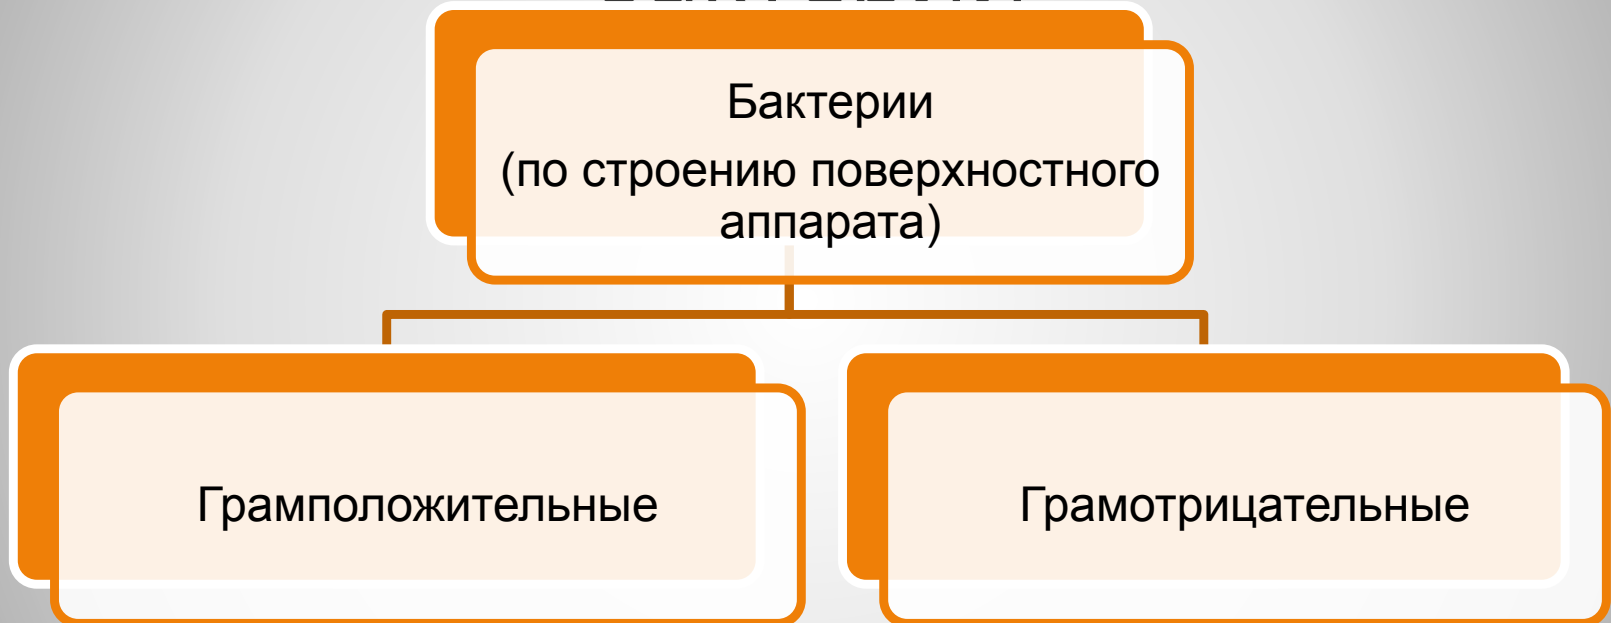 Бактерии
(по строению поверхностного
аппарата)
Грамположительные
Грамотрицательные